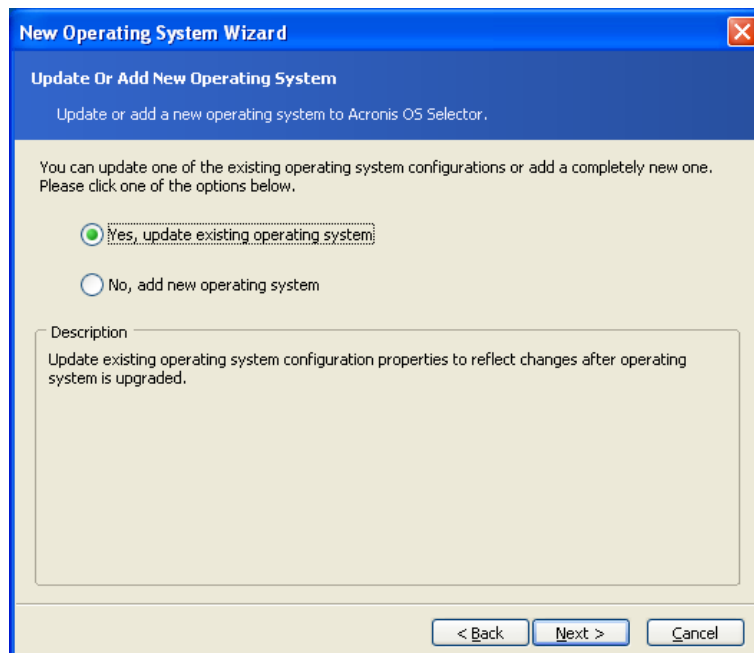 New Operating System Wizard
Update Or Add New Operating System
Update or add a new operating system to Acronis OS Selector.
You can update one of the existing operating system configurations or add a completely new one.
Please click one of the options below.
Yes, update existing operating system
No, add new operating system
Description
Update existing operating system configuration properties to reflect changes after operating
system is upgraded.
< Back
Next >
Cancel